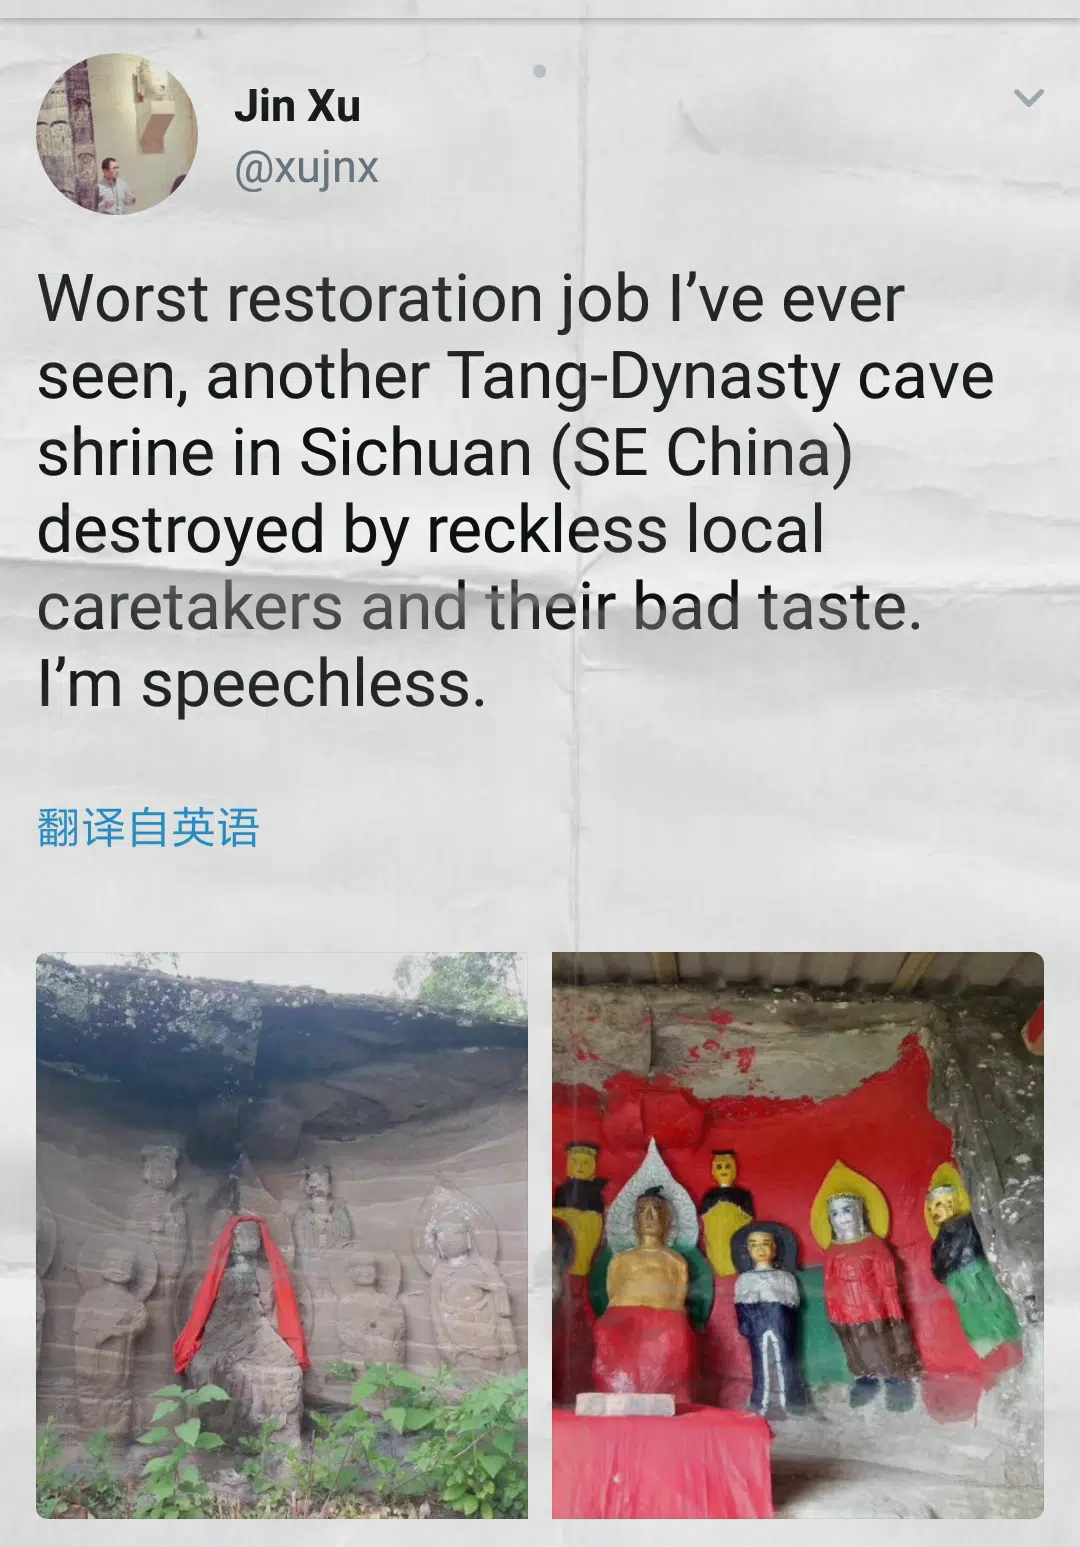 Jin Xu
@xujnx
Worst restoration job I’ve ever
seen, another Tang-Dynasty cave
shrine in Sichuan (SE China)
destroyed by reckless local
caretakers and their bad taste.
I’m speechless.
翻译自英语